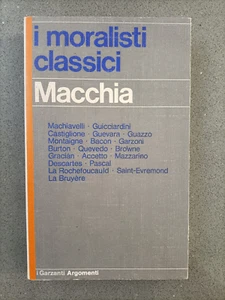 i moralisti
classici
Macchia
Machiavelli · Guicciardini
Castiglione · Guevara · Guazzo
Montaigne · Bacon · Garzoni
Burton · Quevedo · Browne
Gracián · Accetto · Mazzarino
Descartes · Pascal
La Rochefoucauld · Saint-Evremond
La Bruyère
i Garzanti Argomenti